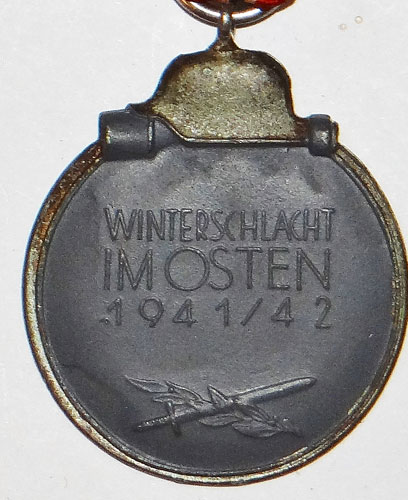 WINTERSCHLACHT
IM OSTEN
1941/42